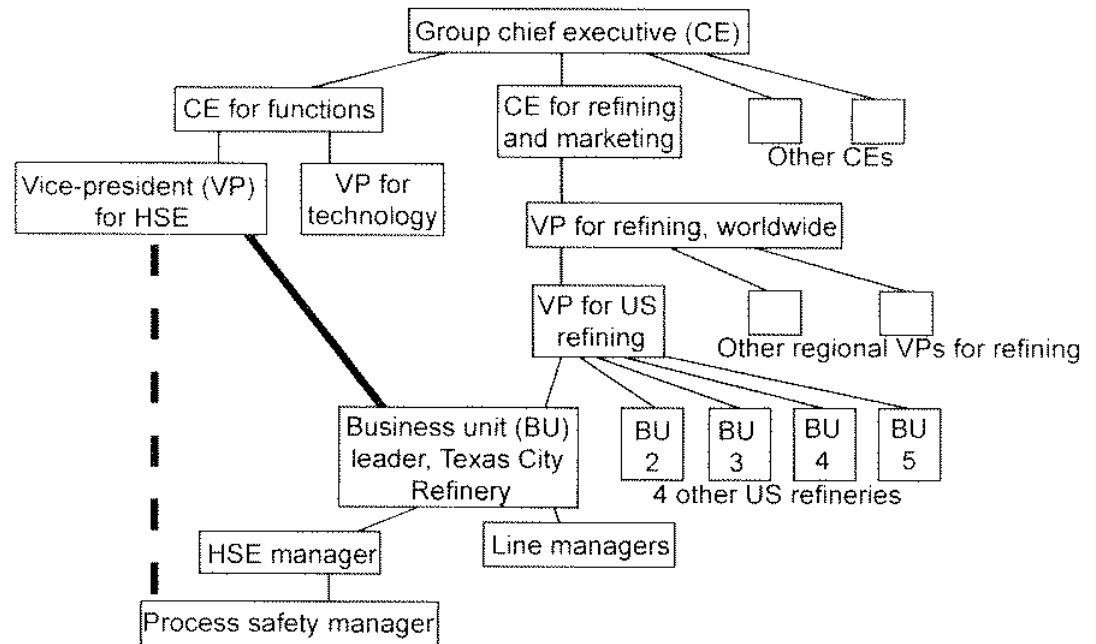 Group chief executive (CE)
CE for functions
CE for refining
and marketing
Other CEs
Vice-president (VP)
for HSE
VP for
technology
VP for refining, worldwide
VP for US
refining
Other regional VPs for refining
Business unit (BU)
leader, Texas City
Refinery
BU
2
BU
3
BU
4
BU
5
4 other US refineries
HSE manager
Line managers
Process safety manager